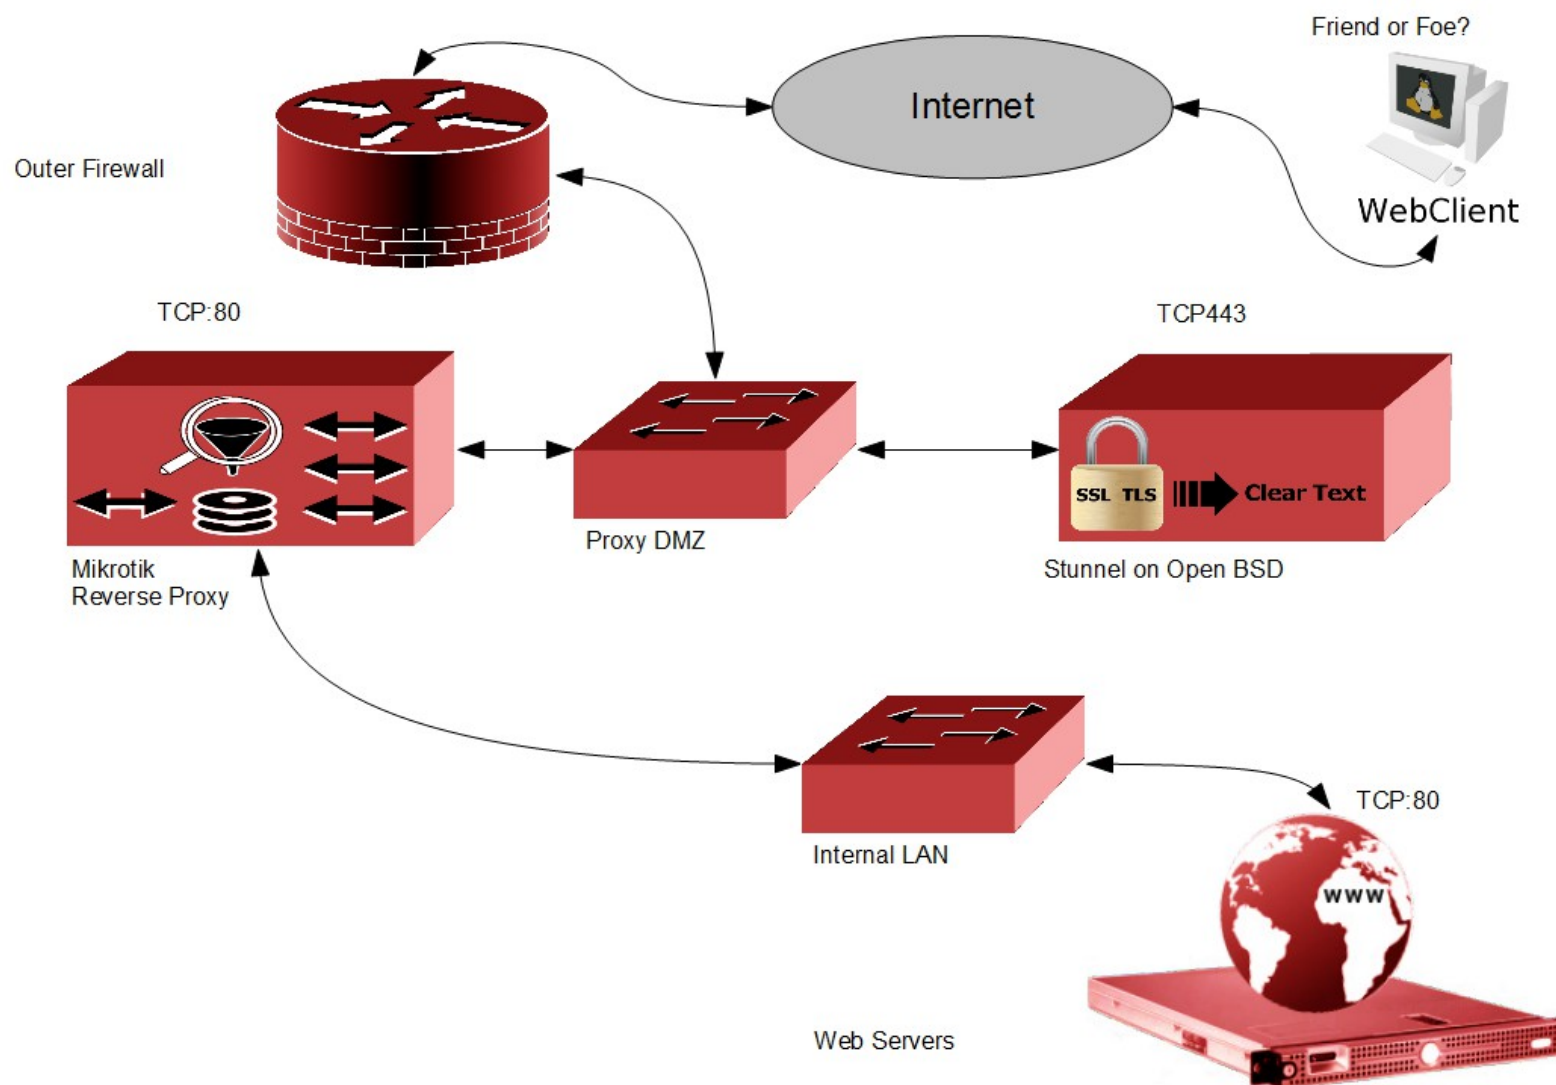 Friend or Foe?
Internet
Outer Firewall
WebClient
TCP:80
TCP443
SSL TLS
Clear Text
Proxy DMZ
Mikrotik
Reverse Proxy
Stunnel on Open BSD
TCP:80
Internal LAN
www
Web Servers